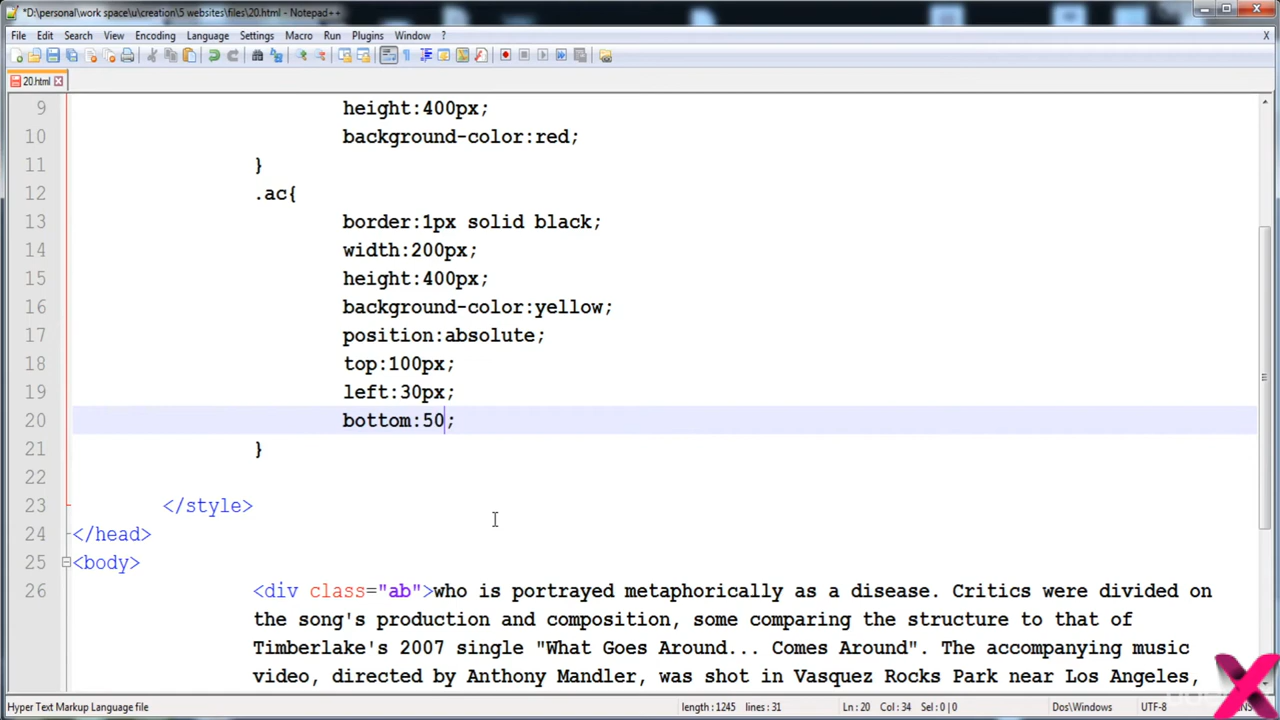 *D:\personal\work space\u\creation\5 websites\files\20.html - Notepad++
File Edit Search View Encoding Language Settings Macro Run Plugins Window ? X
20.html
9 height:400px;
10 background-color:red;
11 }
12 .ac{
13 border:1px solid black;
14 width:200px;
15 height:400px;
16 background-color:yellow;
17 position:absolute;
18 top:100px;
19 left:30px;
20 bottom:50;
21 }
22
23 </style>
24 </head>
25 <body>
26 <div class="ab">who is portrayed metaphorically as a disease. Critics were divided on
the song's production and composition, some comparing the structure to that of
Timberlake's 2007 single "What Goes Around... Comes Around". The accompanying music
video, directed by Anthony Mandler, was shot in Vasquez Rocks Park near Los Angeles,
Hyper Text Markup Language file length:1245 lines:31 Ln:20 Col:34 Sel:0|0 Dos\Windows UTF-8